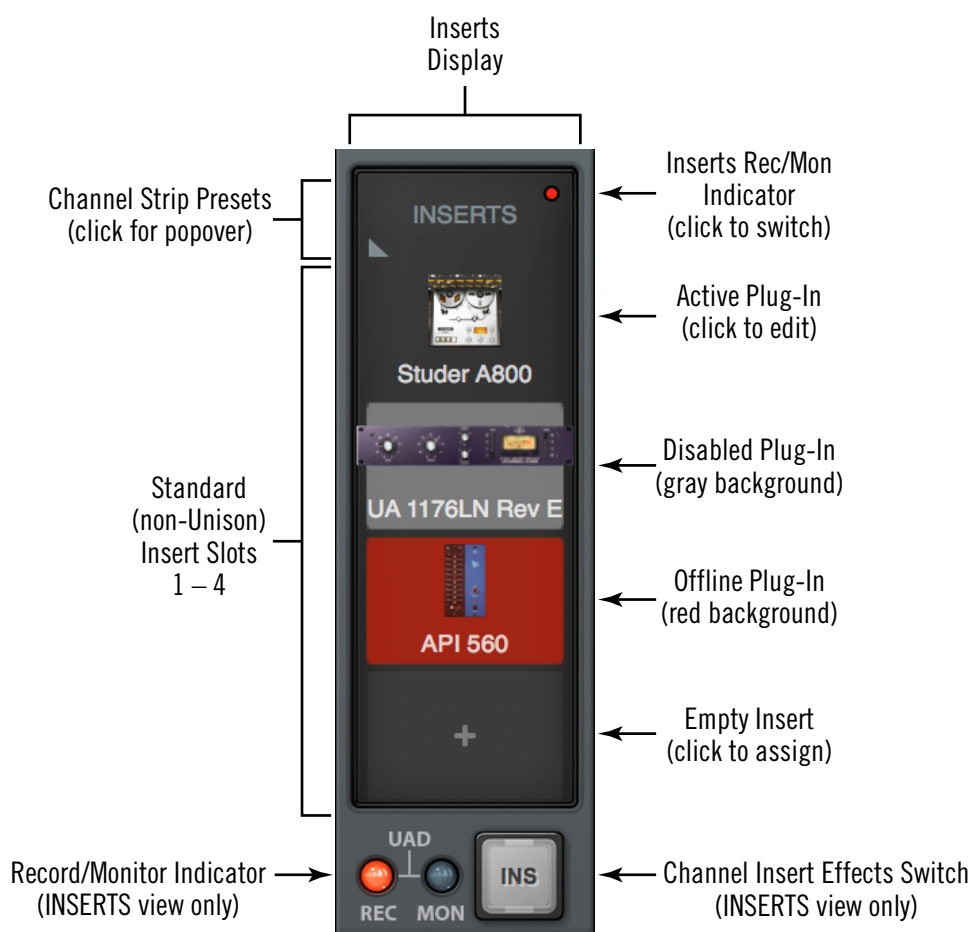 Inserts
Display
Channel Strip Presets
(click for popover)
Inserts Rec/Mon
Indicator
(click to switch)
INSERTS
Active Plug-In
(click to edit)
Studer A800
Disabled Plug-In
(gray background)
UA 1176LN Rev E
Standard
(non-Unison)
Insert Slots
1 – 4
Offline Plug-In
(red background)
API 560
Empty Insert
(click to assign)
+
UAD
REC MON
INS
Record/Monitor Indicator
(INSERTS view only)
Channel Insert Effects Switch
(INSERTS view only)